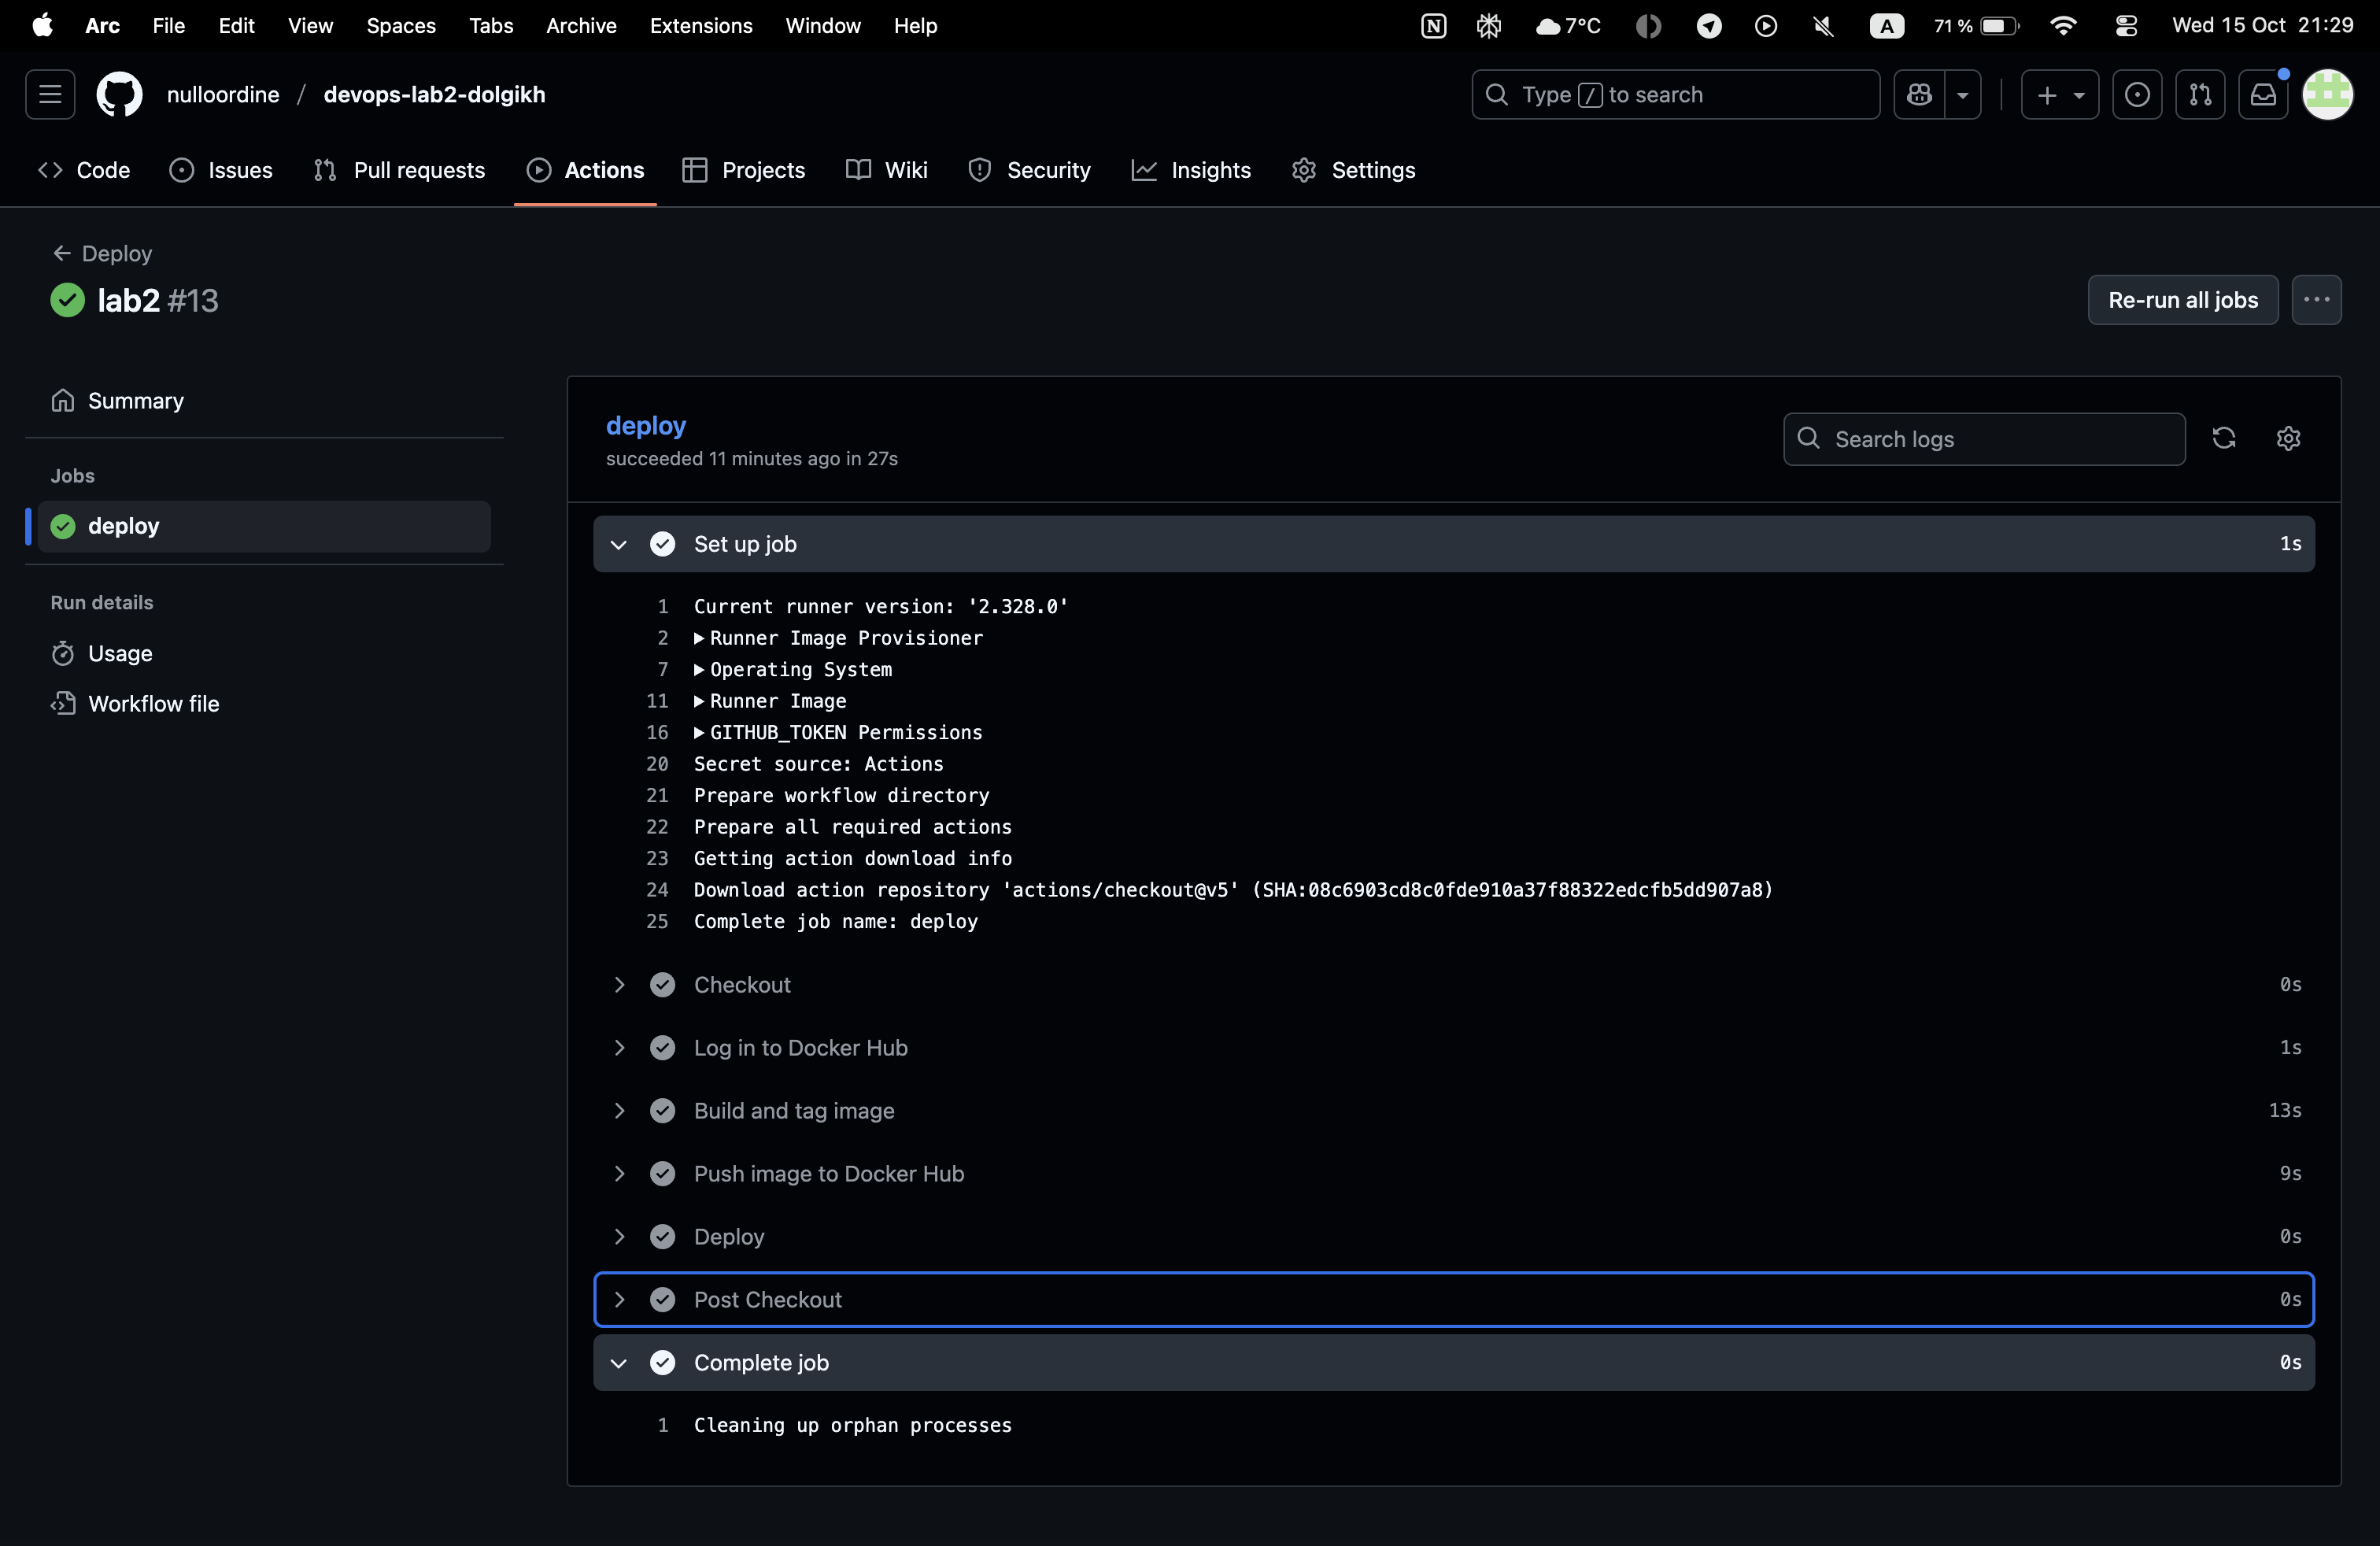 Arc File Edit View Spaces Tabs Archive Extensions Window Help 7°C A 71 % Wed 15 Oct 21:29
nulloordine / devops-lab2-dolgikh Type / to search
Code Issues Pull requests Actions Projects Wiki Security Insights Settings
Deploy
lab2 #13 Re-run all jobs
Summary
Jobs
deploy
Run details
Usage
Workflow file
deploy
succeeded 11 minutes ago in 27s
Search logs
Set up job 1s
1 Current runner version: '2.328.0'
2 Runner Image Provisioner
7 Operating System
11 Runner Image
16 GITHUB_TOKEN Permissions
20 Secret source: Actions
21 Prepare workflow directory
22 Prepare all required actions
23 Getting action download info
24 Download action repository 'actions/checkout@v5' (SHA:08c6903cd8c0fde910a37f88322edcfb5dd907a8)
25 Complete job name: deploy
Checkout 0s
Log in to Docker Hub 1s
Build and tag image 13s
Push image to Docker Hub 9s
Deploy 0s
Post Checkout 0s
Complete job 0s
1 Cleaning up orphan processes